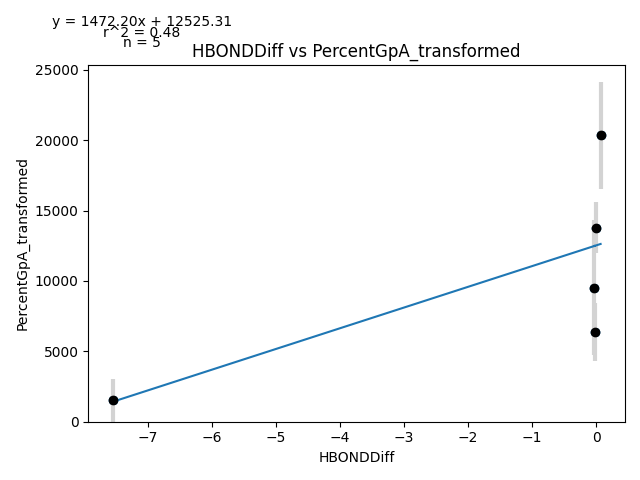 y = 1472.20x + 12525.31
r^2 = 0.48
n = 5
HBONDDiff vs PercentGpA_transformed
25000
20000
15000
10000
5000
0
PercentGpA_transformed
−7 −6 −5 −4 −3 −2 −1 0
HBONDDiff